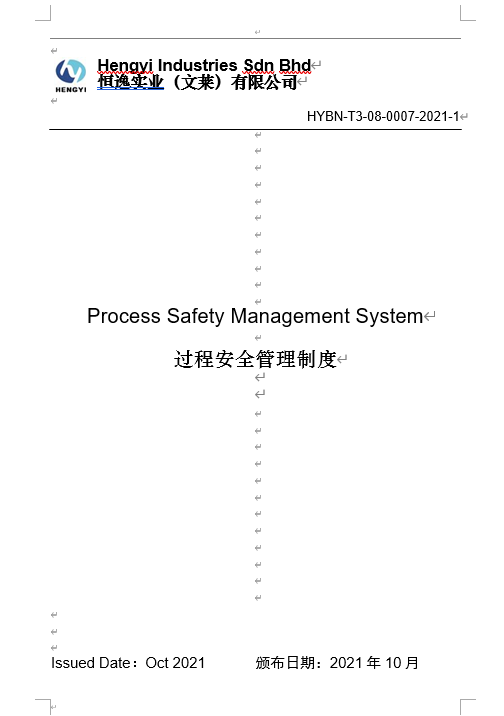 Hengyi Industries Sdn Bhd
恒逸实业（文莱）有限公司
HENGYI
HYBN-T3-08-0007-2021-1
Process Safety Management System
过程安全管理制度
Issued Date：Oct 2021 颁布日期：2021 年 10 月